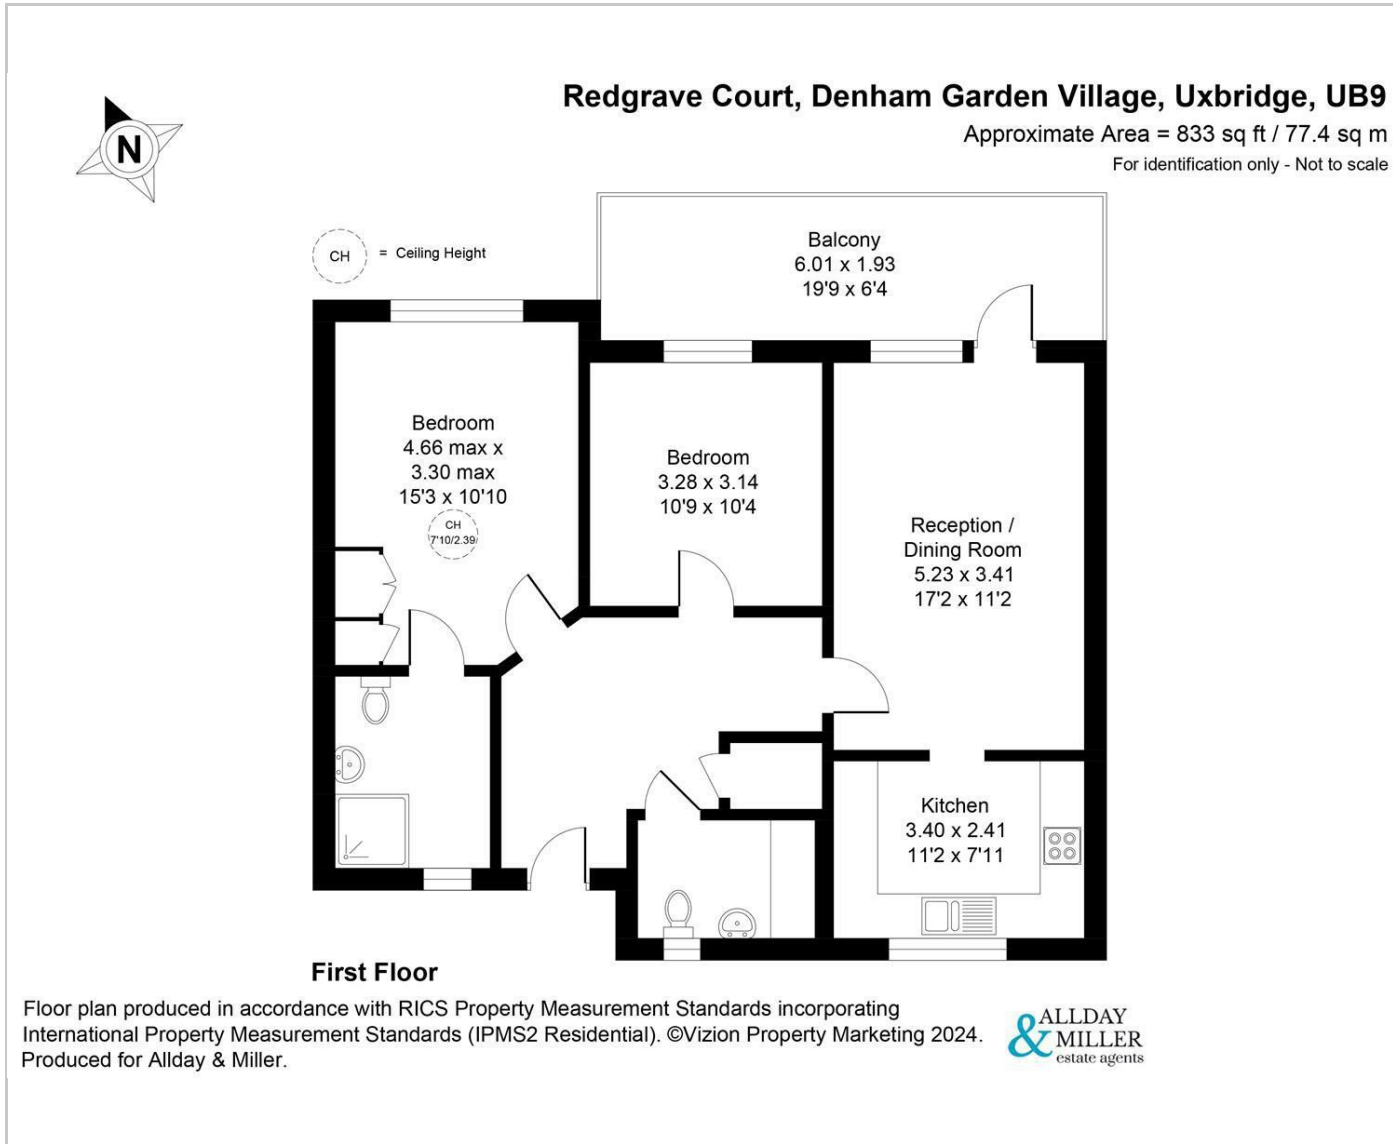 Redgrave Court, Denham Garden Village, Uxbridge, UB9
Approximate Area = 833 sq ft / 77.4 sq m
For identification only - Not to scale
N
CH = Ceiling Height
Balcony
6.01 x 1.93
19'9 x 6'4
Bedroom
4.66 max x
3.30 max
15'3 x 10'10
CH
7'10/2.39
Bedroom
3.28 x 3.14
10'9 x 10'4
Reception /
Dining Room
5.23 x 3.41
17'2 x 11'2
Kitchen
3.40 x 2.41
11'2 x 7'11
First Floor
Floor plan produced in accordance with RICS Property Measurement Standards incorporating
International Property Measurement Standards (IPMS2 Residential). ©Vizion Property Marketing 2024.
Produced for Allday & Miller.
ALLDAY
& MILLER
estate agents